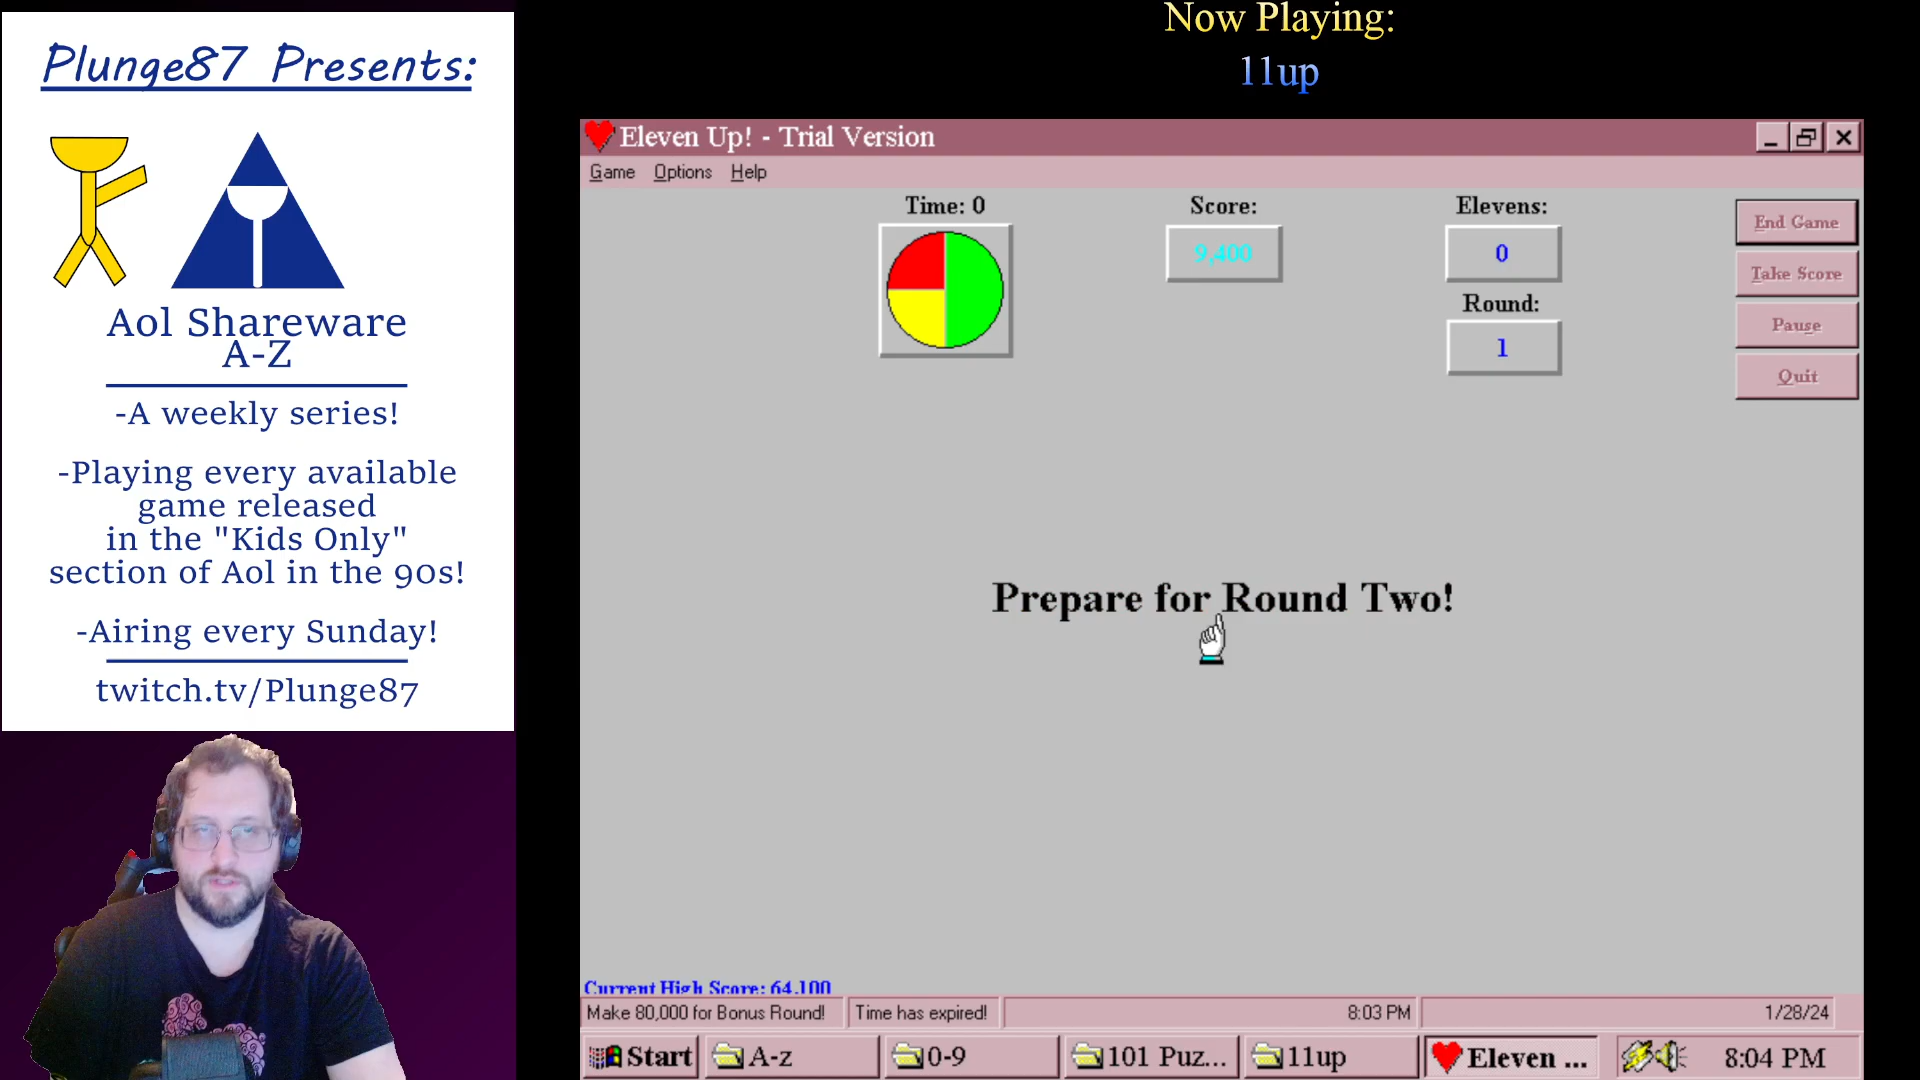 Plunge87 Presents:
Aol Shareware
A-Z
-A weekly series!
-Playing every available
game released
in the "Kids Only"
section of Aol in the 90s!
-Airing every Sunday!
twitch.tv/Plunge87
Now Playing:
11up
Eleven Up! - Trial Version
Game Options Help
Time: 0
Score:
9,400
Elevens:
0
Round:
1
End Game
Take Score
Pause
Quit
Prepare for Round Two!
Current High Score: 64,100
Make 80,000 for Bonus Round! Time has expired! 8:03 PM 1/28/24
Start A-z 0-9 101 Puz... 11up Eleven ... 8:04 PM